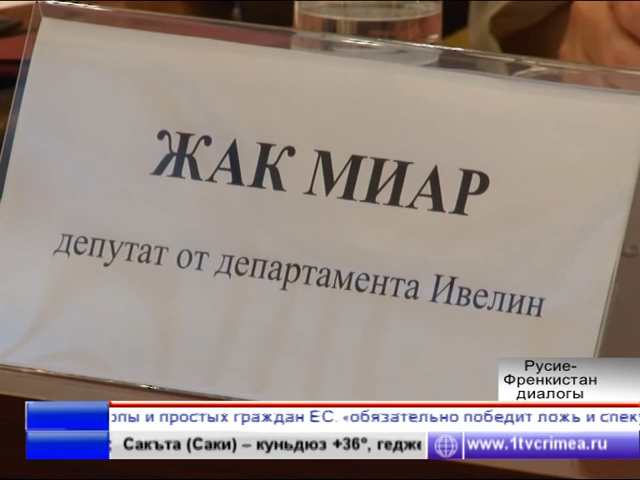 ЖАК МИАР
депутат от департамента Ивелин
Русие-
Френкистан
диалогы
опы и простых граждан ЕС. «обязательно победит ложь и спеку
Сакъта (Саки) – куньдюз +36°, гедже
www.1tvcrimea.ru